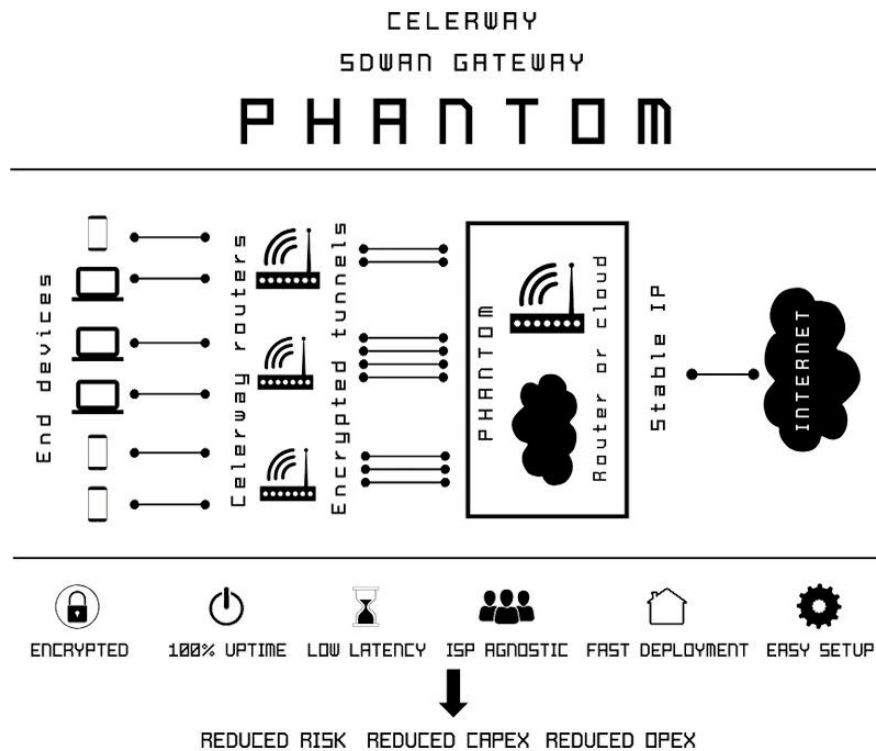 CELERWAY
SDWAN GATEWAY
PHANTOM
End devices
Celerway routers
Encrypted tunnels
PHANTOM
Router or cloud
Stable IP
INTERNET
ENCRYPTED
100% UPTIME
LOW LATENCY
ISP AGNOSTIC
FAST DEPLOYMENT
EASY SETUP
REDUCED RISK REDUCED CAPEX REDUCED OPEX